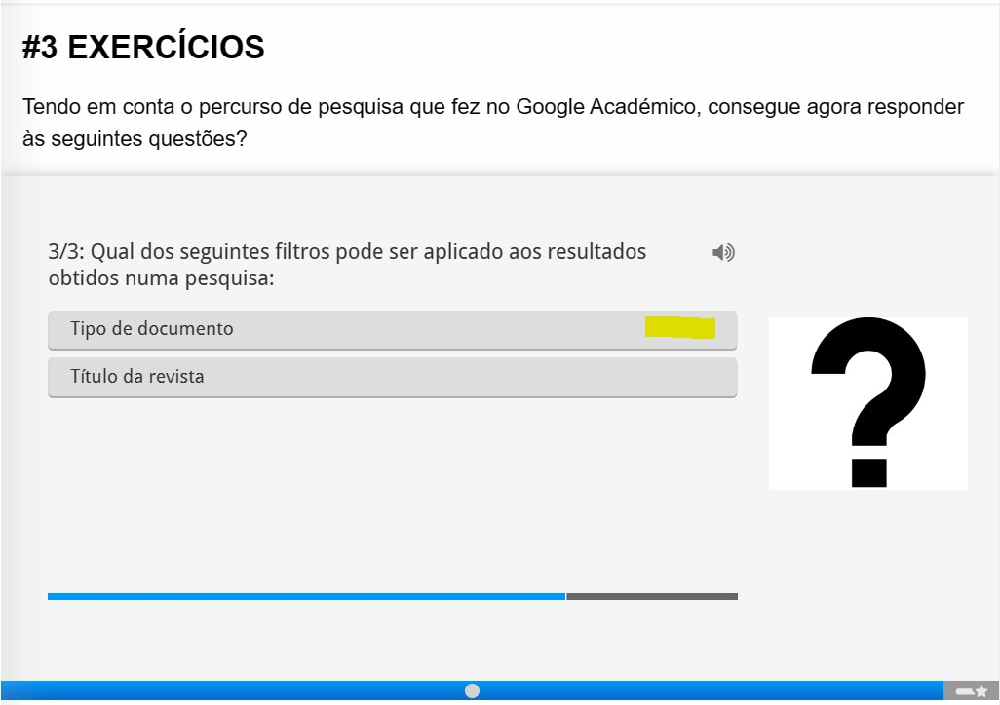 #3 EXERCÍCIOS
Tendo em conta o percurso de pesquisa que fez no Google Académico, consegue agora responder
às seguintes questões?
3/3: Qual dos seguintes filtros pode ser aplicado aos resultados
obtidos numa pesquisa:
Tipo de documento
Título da revista
?